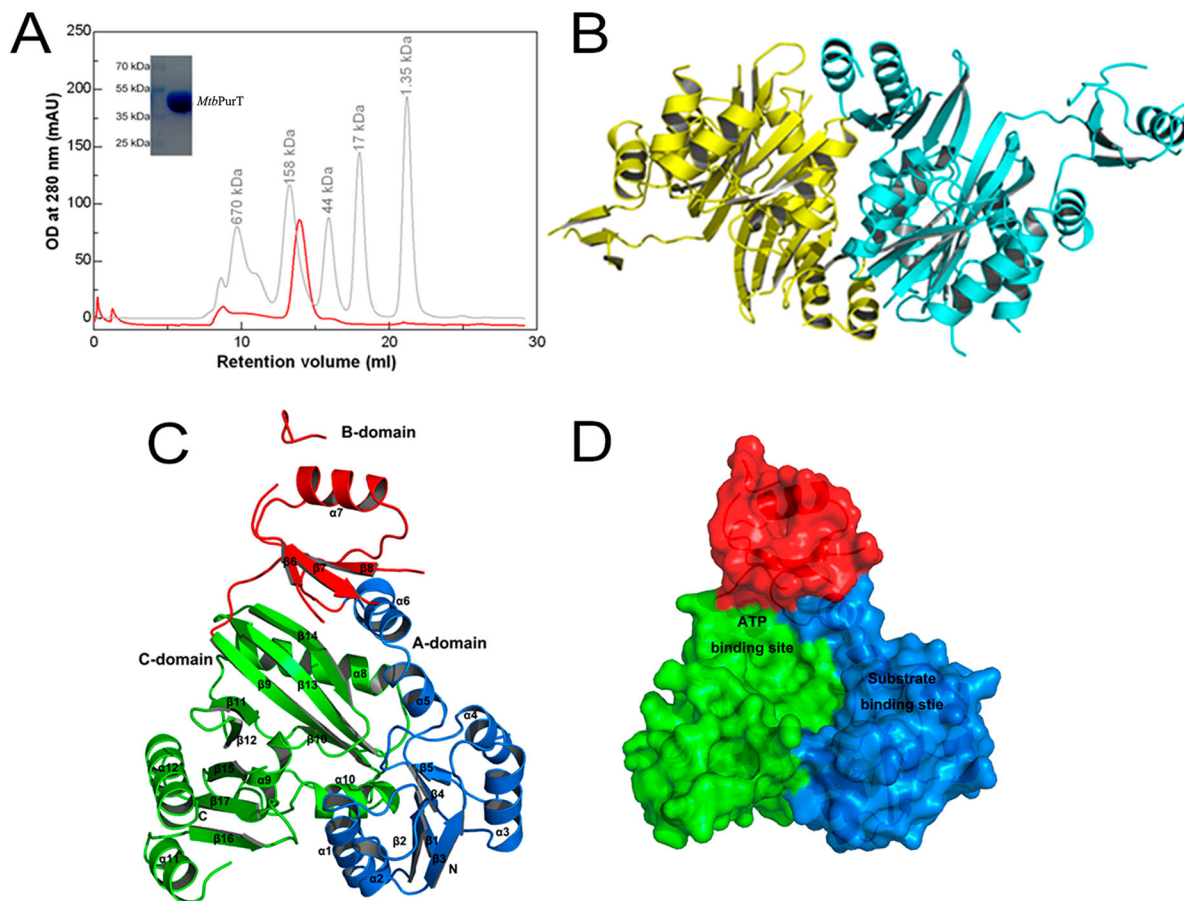 A
250
200
150
100
50
0
OD at 280 nm (mAU)
70 kDa
55 kDa
35 kDa
25 kDa
MtbPurT
670 kDa
158 kDa
44 kDa
17 kDa
1.35 kDa
0
10
20
30
Retention volume (ml)
B
C
B-domain
α7
β6
β7
β8
α6
β14
A-domain
C-domain
β9
β13
α8
α5
β11
α4
β12
β10
β5
α12
β15
α9
α10
β4
β17
C
α3
β16
β2
β1
α1
β3
α11
α2
N
D
ATP
binding site
Substrate
binding stie